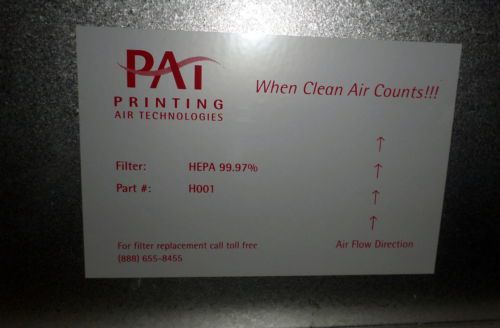 PAT
PRINTING
AIR TECHNOLOGIES
When Clean Air Counts!!!
Filter: HEPA 99.97%
Part #: H001
↑
↑
↑
↑
For filter replacement call toll free
(888) 655-8455
Air Flow Direction